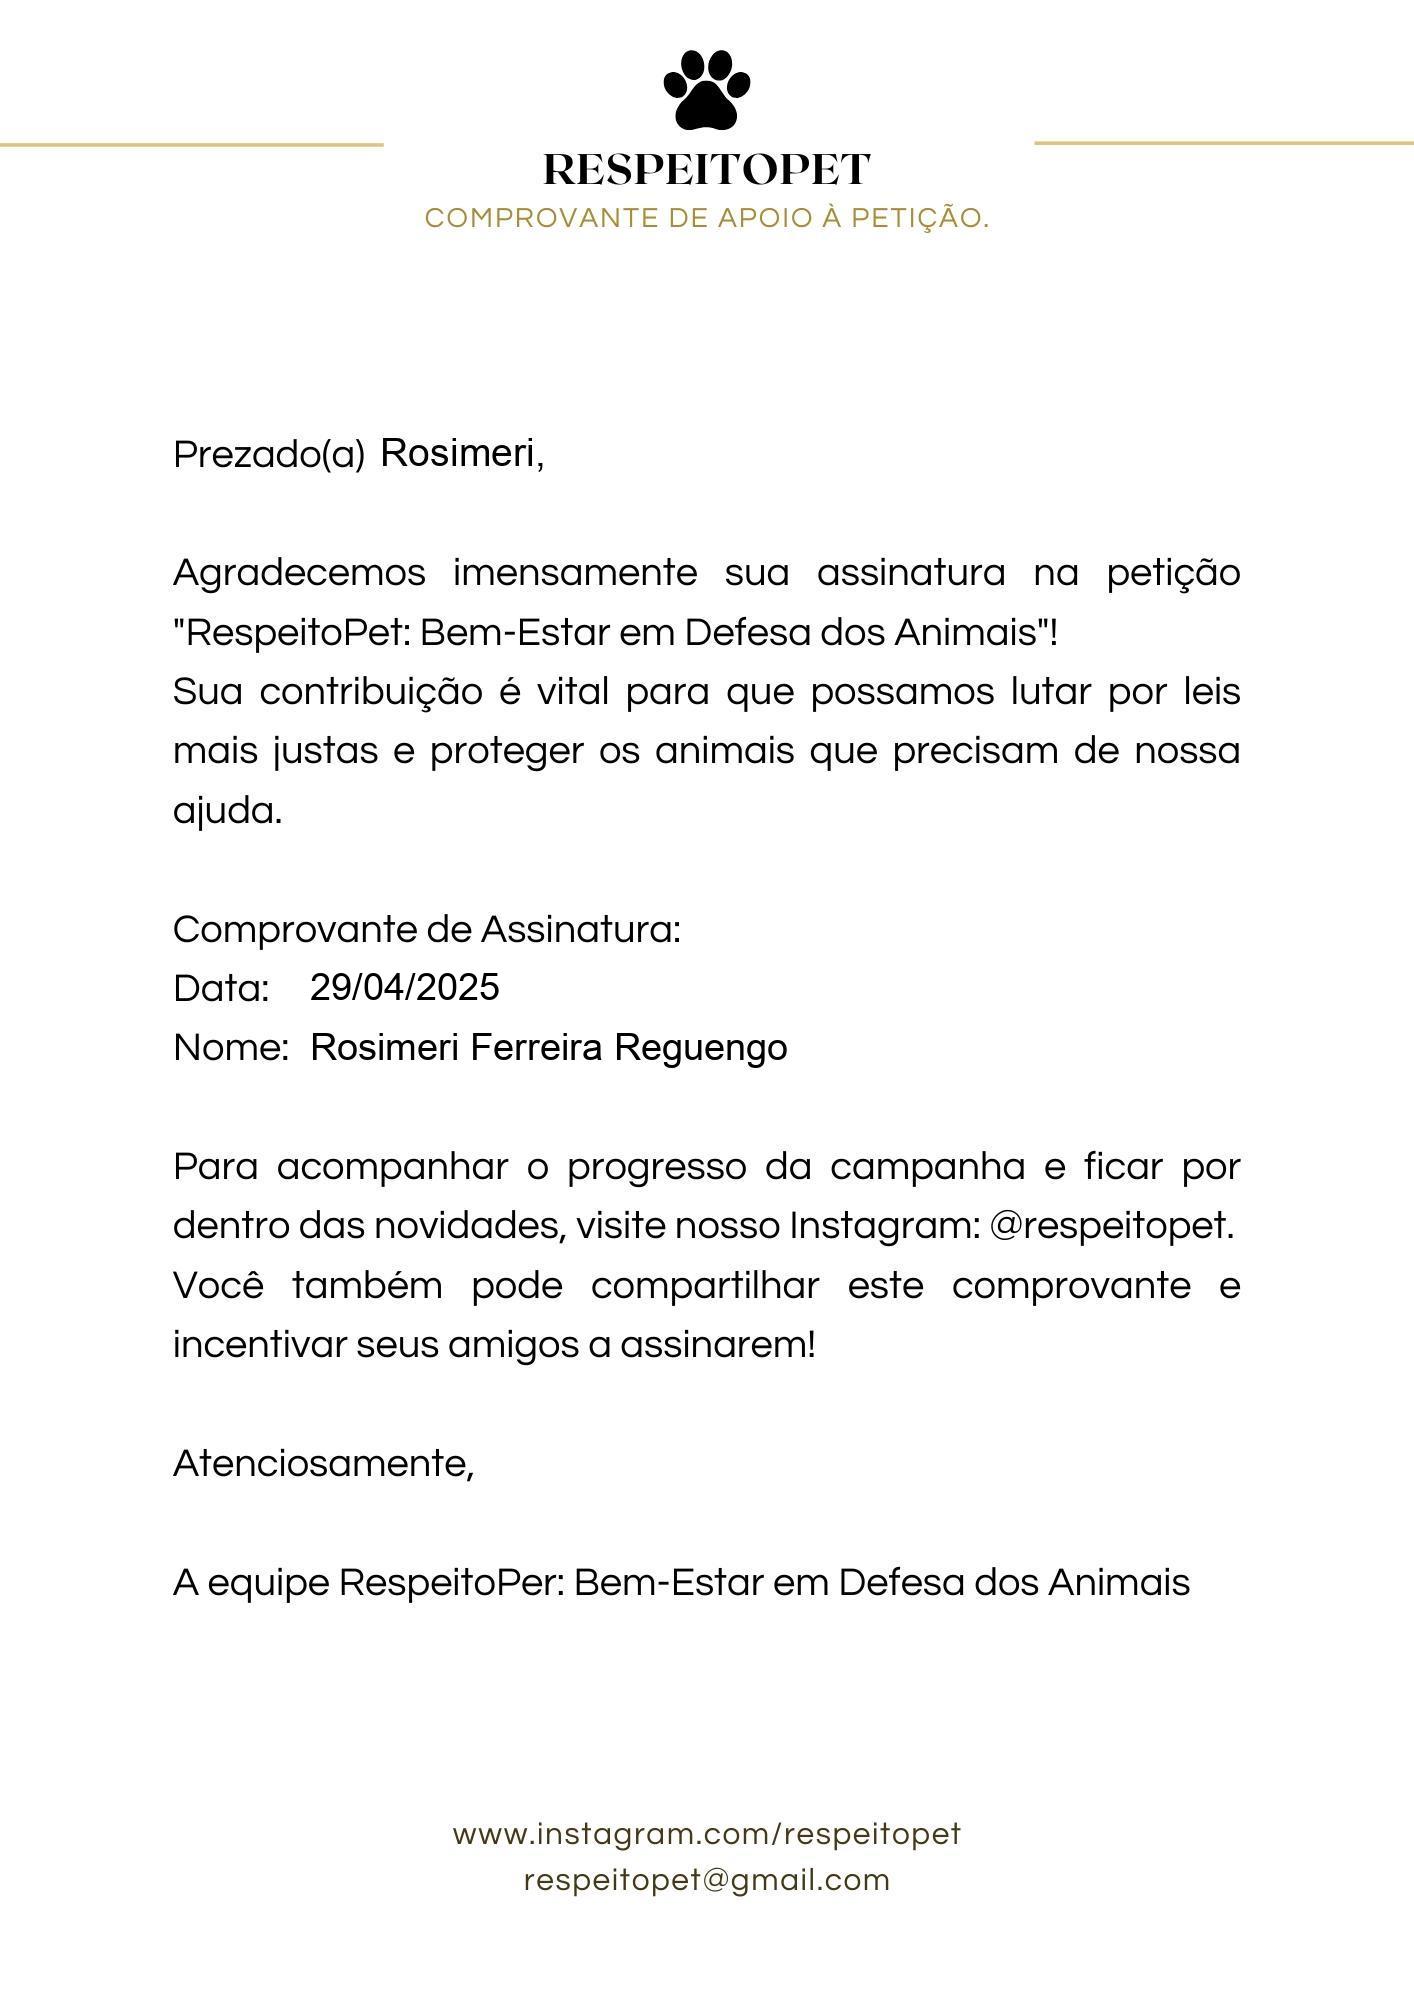 RESPEITOPET
COMPROVANTE DE APOIO À PETIÇÃO.
Prezado(a) Rosimeri,
Agradecemos imensamente sua assinatura na petição
"RespeitoPet: Bem-Estar em Defesa dos Animais"!
Sua contribuição é vital para que possamos lutar por leis
mais justas e proteger os animais que precisam de nossa
ajuda.
Comprovante de Assinatura:
Data: 29/04/2025
Nome: Rosimeri Ferreira Reguengo
Para acompanhar o progresso da campanha e ficar por
dentro das novidades, visite nosso Instagram: @respeitopet.
Você também pode compartilhar este comprovante e
incentivar seus amigos a assinarem!
Atenciosamente,
A equipe RespeitoPer: Bem-Estar em Defesa dos Animais
www.instagram.com/respeitopet
respeitopet@gmail.com